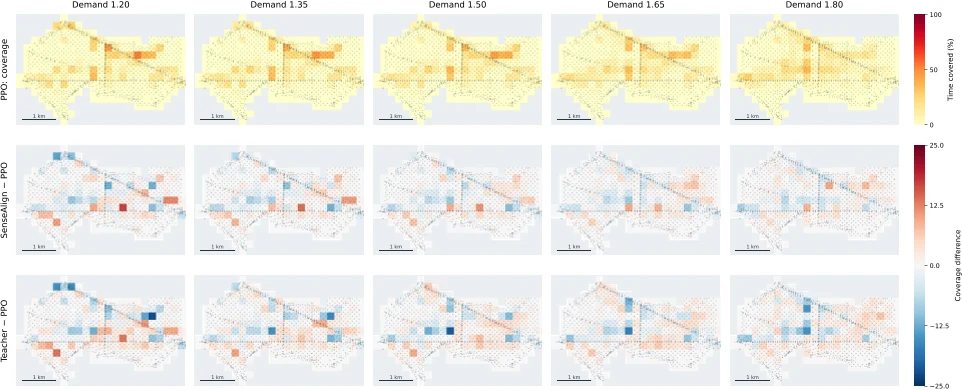 Demand 1.20 Demand 1.35 Demand 1.50 Demand 1.65 Demand 1.80
PPO: coverage
1 km 1 km 1 km 1 km 1 km
100
50
0
Time covered (%)
SenseAlign − PPO
1 km 1 km 1 km 1 km 1 km
Teacher − PPO
1 km 1 km 1 km 1 km 1 km
25.0
12.5
0.0
−12.5
−25.0
Coverage difference